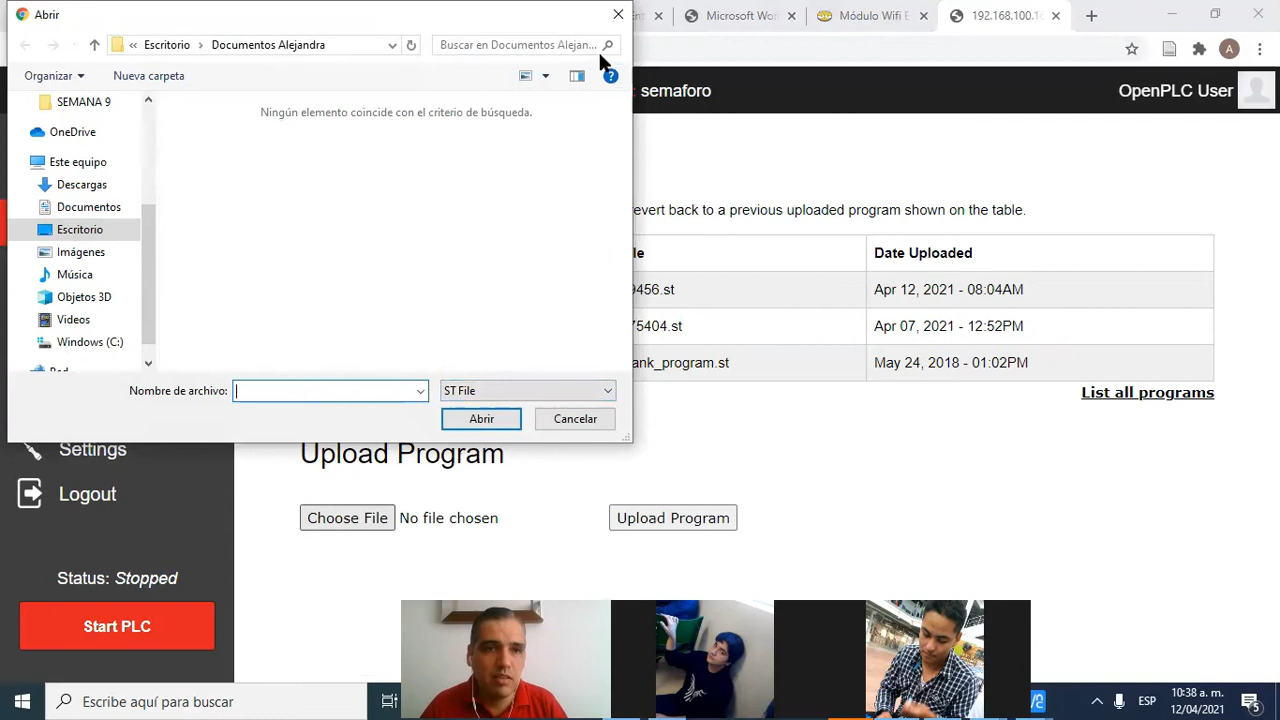 Abrir
Microsoft Wor
Módulo Wifi E
192.168.100.1
Escritorio
Documentos Alejandra
Buscar en Documentos Alejan...
A
Organizar
Nueva carpeta
?
semaforo
OpenPLC User
SEMANA 9
Ningún elemento coincide con el criterio de búsqueda.
OneDrive
Este equipo
Descargas
Documentos
Escritorio
Imágenes
Música
Objetos 3D
Videos
Windows (C:)
evert back to a previous uploaded program shown on the table.
le
Date Uploaded
9456.st
Apr 12, 2021 - 08:04AM
75404.st
Apr 07, 2021 - 12:52PM
ank_program.st
May 24, 2018 - 01:02PM
Nombre de archivo:
ST File
List all programs
Abrir
Cancelar
Settings
Upload Program
Logout
Choose File
No file chosen
Upload Program
Status: Stopped
Start PLC
Escribe aquí para buscar
ESP
10:38 a. m.
12/04/2021
5